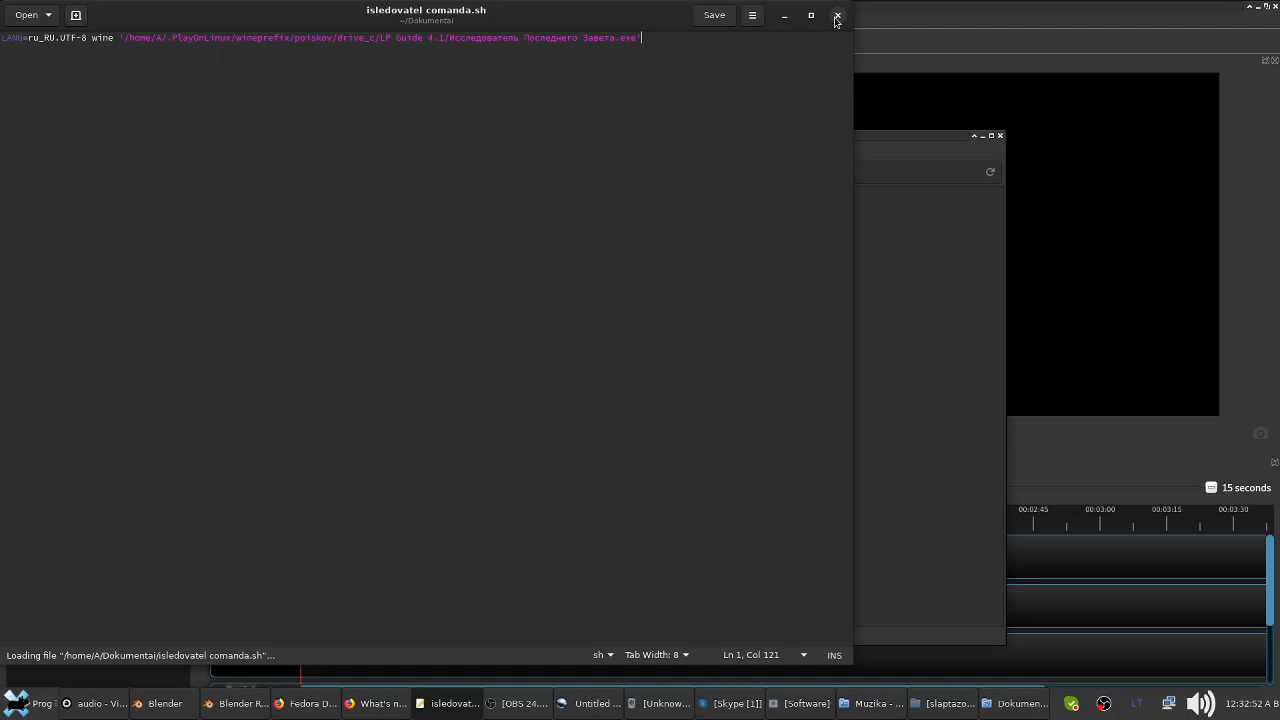 Open
isledovatel comanda.sh
~/Dokumentai
Save
LANG=ru_RU.UTF-8 wine '/home/A/.PlayOnLinux/wineprefix/poiskov/drive_c/LP Guide 4.1/Исследователь Последнего Завета.exe'
15 seconds
00:02:45 00:03:00 00:03:15 00:03:30
Loading file "/home/A/Dokumentai/isledovatel comanda.sh"...
sh
Tab Width: 8
Ln 1, Col 121
INS
Prog
audio - Vi...
Blender
Blender R...
Fedora D...
What's n...
isledovat...
[OBS 24....
Untitled ...
[Unknow...
[Skype [1]]
[Software]
Muzika - ...
[slaptazo...
Dokumen...
LT
12:32:52 A B